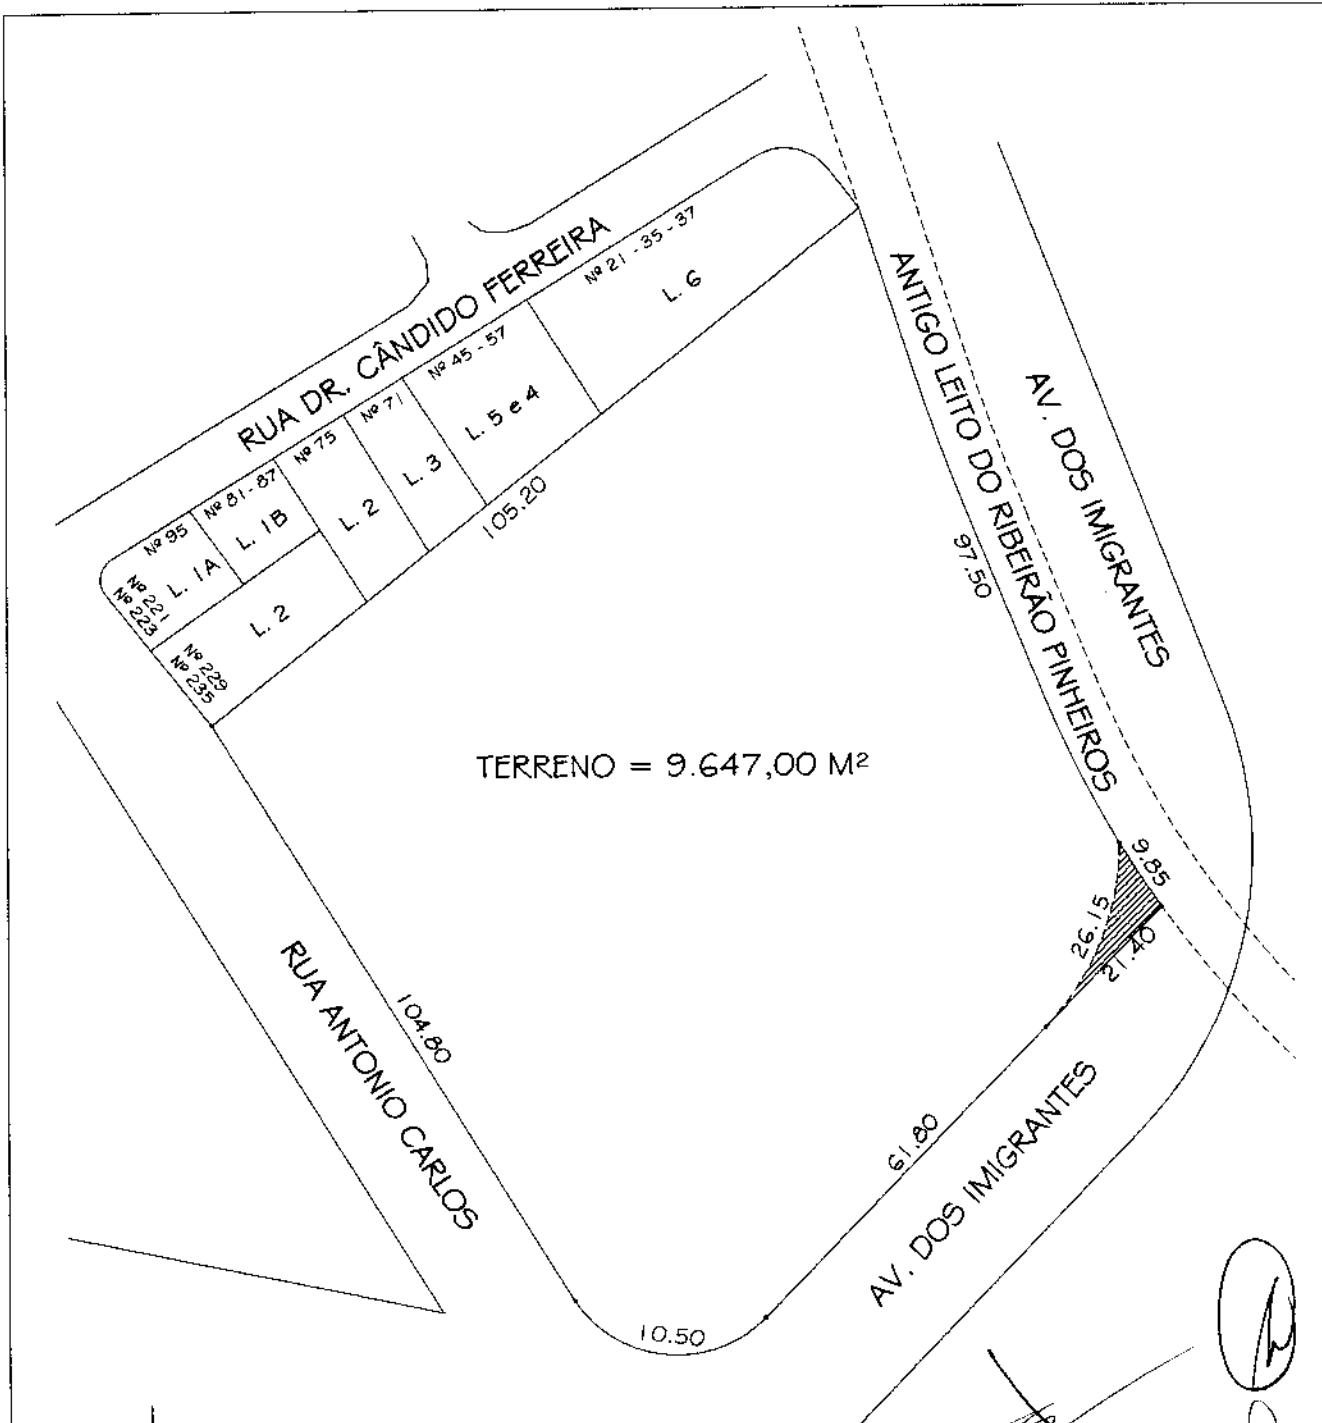 RUA DR. CÂNDIDO FERREIRA
Nº 21 - 35 - 37
L. 6
Nº 45 - 57
L. 5 e 4
Nº 71
L. 3
Nº 75
L. 2
Nº 81 - 87
L. 1B
Nº 95
L. 1A
Nº 221
Nº 223
L. 2
Nº 229
Nº 235
105.20
ANTIGO LEITO DO RIBEIRÃO PINHEIROS
97.50
AV. DOS IMIGRANTES
TERRENO = 9.647,00 M²
9.85
26.15
21.40
RUA ANTONIO CARLOS
104.80
61.80
AV. DOS IMIGRANTES
10.50